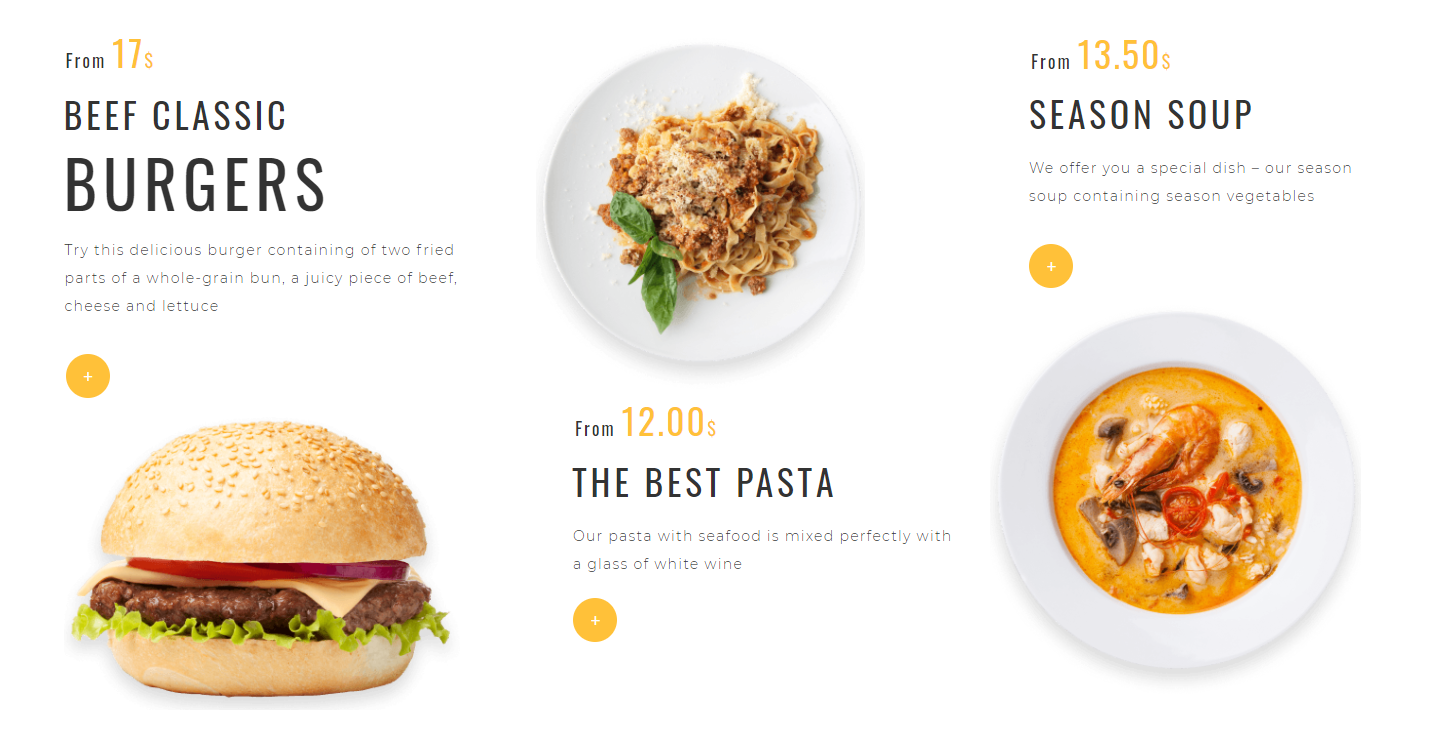 From 17$
BEEF CLASSIC
BURGERS
Try this delicious burger containing of two fried
parts of a whole-grain bun, a juicy piece of beef,
cheese and lettuce
+
From 12.00$
THE BEST PASTA
Our pasta with seafood is mixed perfectly with
a glass of white wine
+
From 13.50$
SEASON SOUP
We offer you a special dish – our season
soup containing season vegetables
+